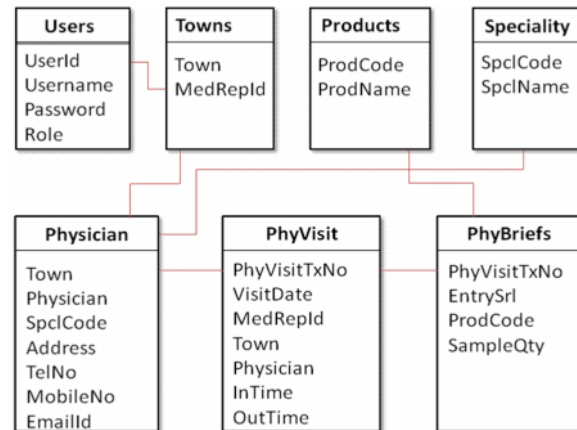 Users
UserId
Username
Password
Role
Towns
Town
MedRepId
Products
ProdCode
ProdName
Speciality
SpclCode
SpclName
Physician
Town
Physician
SpclCode
Address
TelNo
MobileNo
EmailId
PhyVisit
PhyVisitTxNo
VisitDate
MedRepId
Town
Physician
InTime
OutTime
PhyBriefs
PhyVisitTxNo
EntrySrl
ProdCode
SampleQty